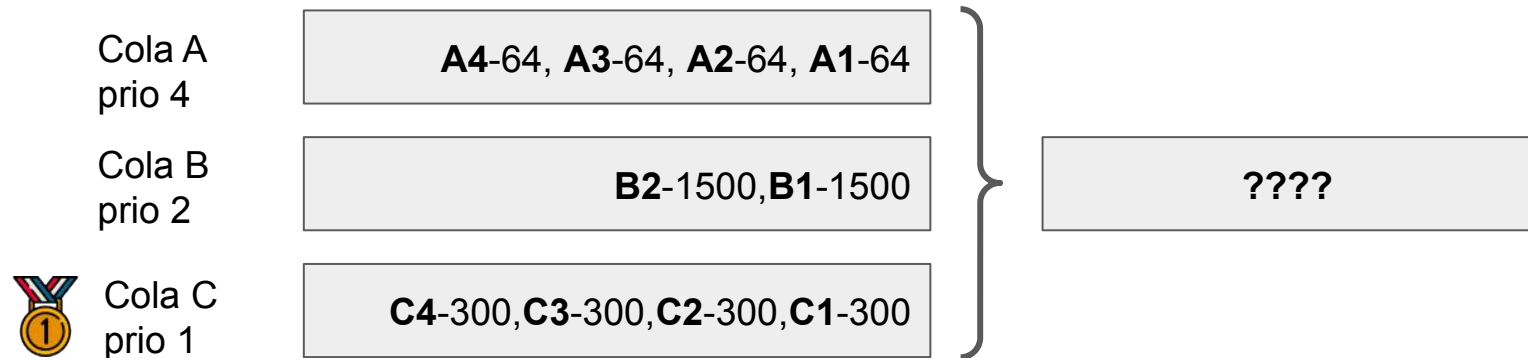 Cola A
prio 4
A4-64, A3-64, A2-64, A1-64
Cola B
prio 2
B2-1500,B1-1500
????
1
Cola C
prio 1
C4-300,C3-300,C2-300,C1-300